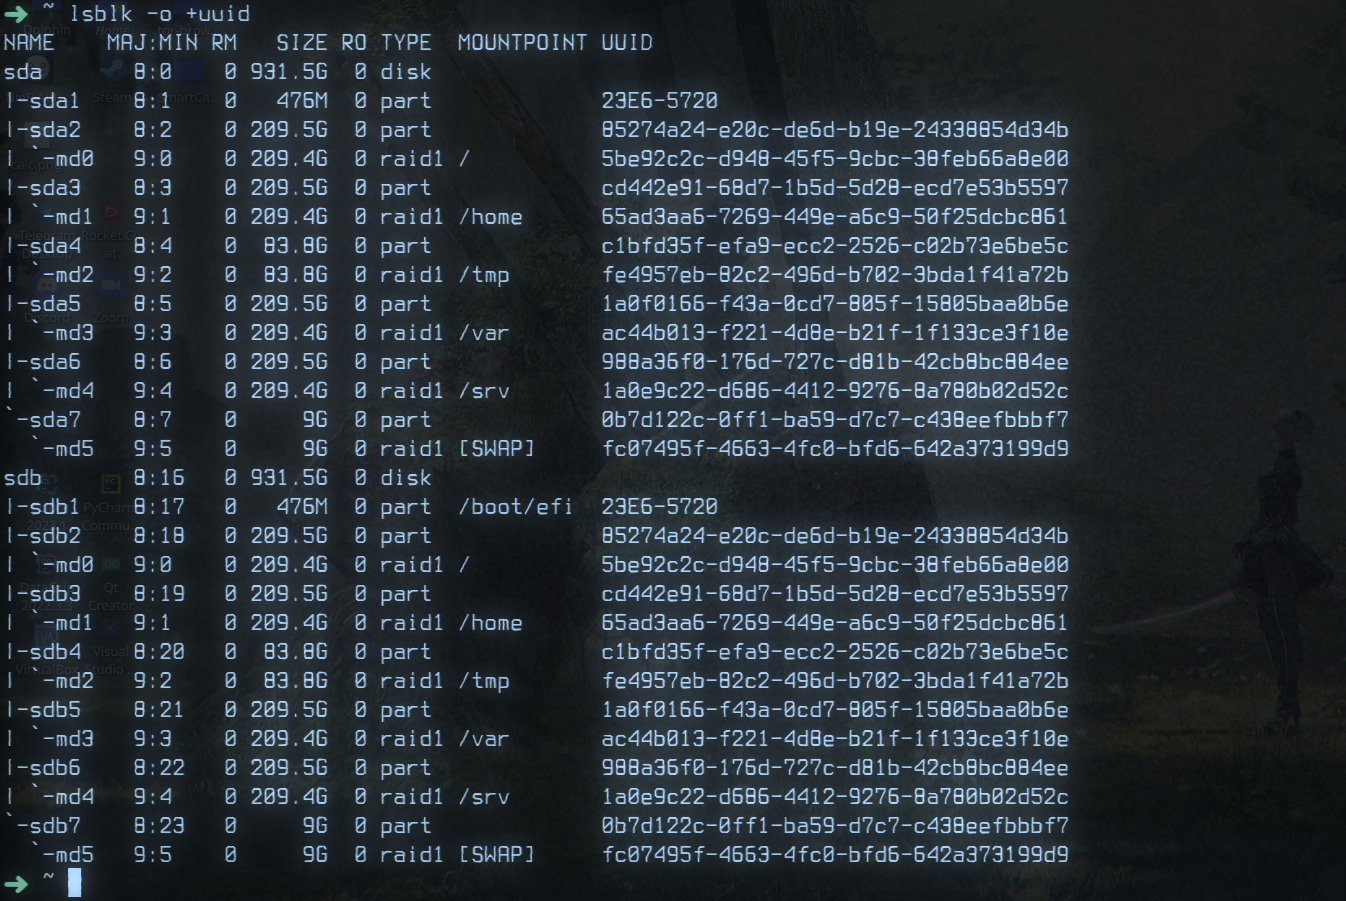 ➜ ~ lsblk -o +uuid
NAME    MAJ:MIN RM   SIZE RO TYPE  MOUNTPOINT UUID
sda       8:0    0 931.5G  0 disk
|-sda1    8:1    0   476M  0 part             23E6-5720
|-sda2    8:2    0 209.5G  0 part             85274a24-e20c-de6d-b19e-24338854d34b
| `-md0   9:0    0 209.4G  0 raid1 /          5be92c2c-d948-45f5-9cbc-38feb66a8e00
|-sda3    8:3    0 209.5G  0 part             cd442e91-68d7-1b5d-5d28-ecd7e53b5597
| `-md1   9:1    0 209.4G  0 raid1 /home      65ad3aa6-7269-449e-a6c9-50f25dcbc861
|-sda4    8:4    0  83.8G  0 part             c1bfd35f-efa9-ecc2-2526-c02b73e6be5c
| `-md2   9:2    0  83.8G  0 raid1 /tmp       fe4957eb-82c2-496d-b702-3bda1f41a72b
|-sda5    8:5    0 209.5G  0 part             1a0f0166-f43a-0cd7-805f-15805baa0b6e
| `-md3   9:3    0 209.4G  0 raid1 /var       ac44b013-f221-4d8e-b21f-1f133ce3f10e
|-sda6    8:6    0 209.5G  0 part             988a36f0-176d-727c-d81b-42cb8bc884ee
| `-md4   9:4    0 209.4G  0 raid1 /srv       1a0e9c22-d686-4412-9276-8a780b02d52c
`-sda7    8:7    0     9G  0 part             0b7d122c-0ff1-ba59-d7c7-c438eefbbbf7
  `-md5   9:5    0     9G  0 raid1 [SWAP]     fc07495f-4663-4fc0-bfd6-642a373199d9
sdb       8:16   0 931.5G  0 disk
|-sdb1    8:17   0   476M  0 part  /boot/efi  23E6-5720
|-sdb2    8:18   0 209.5G  0 part             85274a24-e20c-de6d-b19e-24338854d34b
| `-md0   9:0    0 209.4G  0 raid1 /          5be92c2c-d948-45f5-9cbc-38feb66a8e00
|-sdb3    8:19   0 209.5G  0 part             cd442e91-68d7-1b5d-5d28-ecd7e53b5597
| `-md1   9:1    0 209.4G  0 raid1 /home      65ad3aa6-7269-449e-a6c9-50f25dcbc861
|-sdb4    8:20   0  83.8G  0 part             c1bfd35f-efa9-ecc2-2526-c02b73e6be5c
| `-md2   9:2    0  83.8G  0 raid1 /tmp       fe4957eb-82c2-496d-b702-3bda1f41a72b
|-sdb5    8:21   0 209.5G  0 part             1a0f0166-f43a-0cd7-805f-15805baa0b6e
| `-md3   9:3    0 209.4G  0 raid1 /var       ac44b013-f221-4d8e-b21f-1f133ce3f10e
|-sdb6    8:22   0 209.5G  0 part             988a36f0-176d-727c-d81b-42cb8bc884ee
| `-md4   9:4    0 209.4G  0 raid1 /srv       1a0e9c22-d686-4412-9276-8a780b02d52c
`-sdb7    8:23   0     9G  0 part             0b7d122c-0ff1-ba59-d7c7-c438eefbbbf7
  `-md5   9:5    0     9G  0 raid1 [SWAP]     fc07495f-4663-4fc0-bfd6-642a373199d9
➜ ~